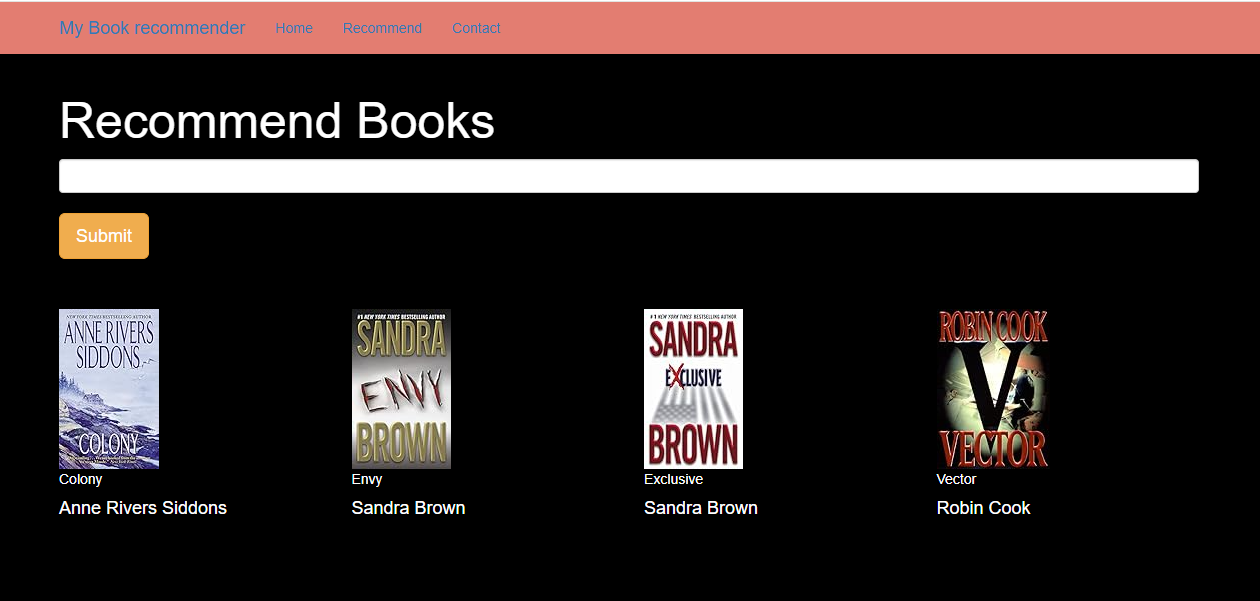 My Book recommender Home Recommend Contact
Recommend Books
Submit
NEW YORK TIMES BESTSELLING AUTHOR
ANNE RIVERS
SIDDONS
COLONY
#1 NEW YORK TIMES BESTSELLING AUTHOR
SANDRA
ENVY
BROWN
#1 NEW YORK TIMES BESTSELLING AUTHOR
SANDRA
EXCLUSIVE
BROWN
ROBIN COOK
V
VECTOR
Colony Envy Exclusive Vector
Anne Rivers Siddons Sandra Brown Sandra Brown Robin Cook